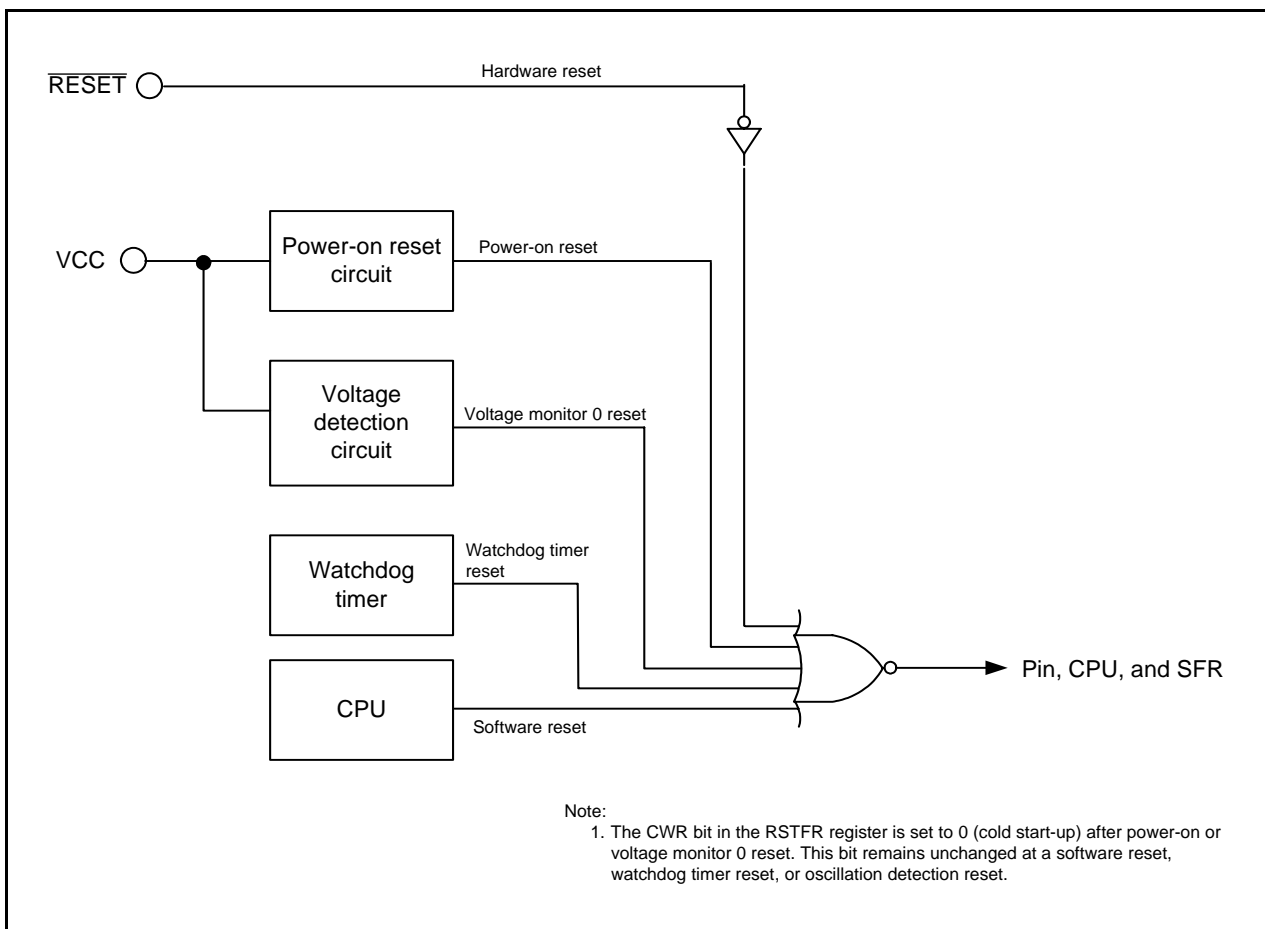 RESET
Hardware reset
VCC
Power-on reset
circuit
Power-on reset
Voltage
detection
circuit
Voltage monitor 0 reset
Watchdog
timer
Watchdog timer
reset
CPU
Software reset
Pin, CPU, and SFR
Note:
1. The CWR bit in the RSTFR register is set to 0 (cold start-up) after power-on or
voltage monitor 0 reset. This bit remains unchanged at a software reset,
watchdog timer reset, or oscillation detection reset.